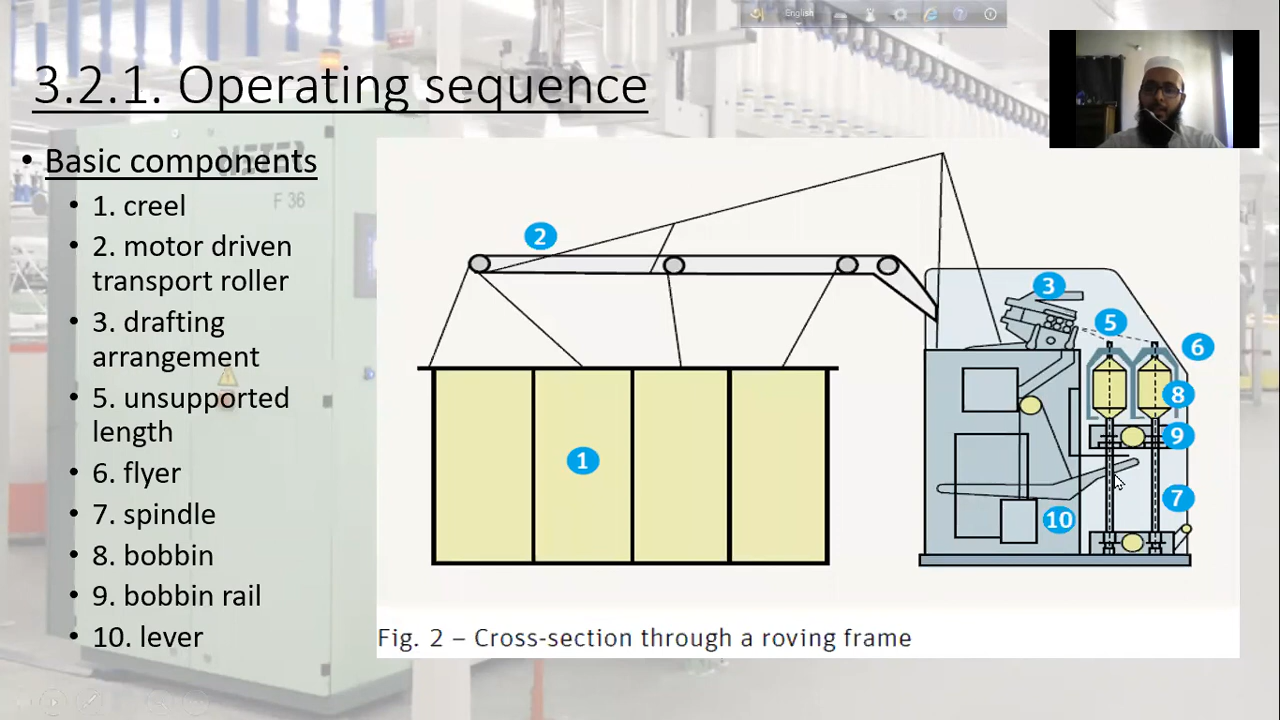 English
3.2.1. Operating sequence
• Basic components
F 36
• 1. creel
• 2. motor driven
transport roller
• 3. drafting
arrangement
• 5. unsupported
length
• 6. flyer
• 7. spindle
• 8. bobbin
• 9. bobbin rail
• 10. lever
2
3
5
6
8
9
1
7
10
Fig. 2 – Cross-section through a roving frame